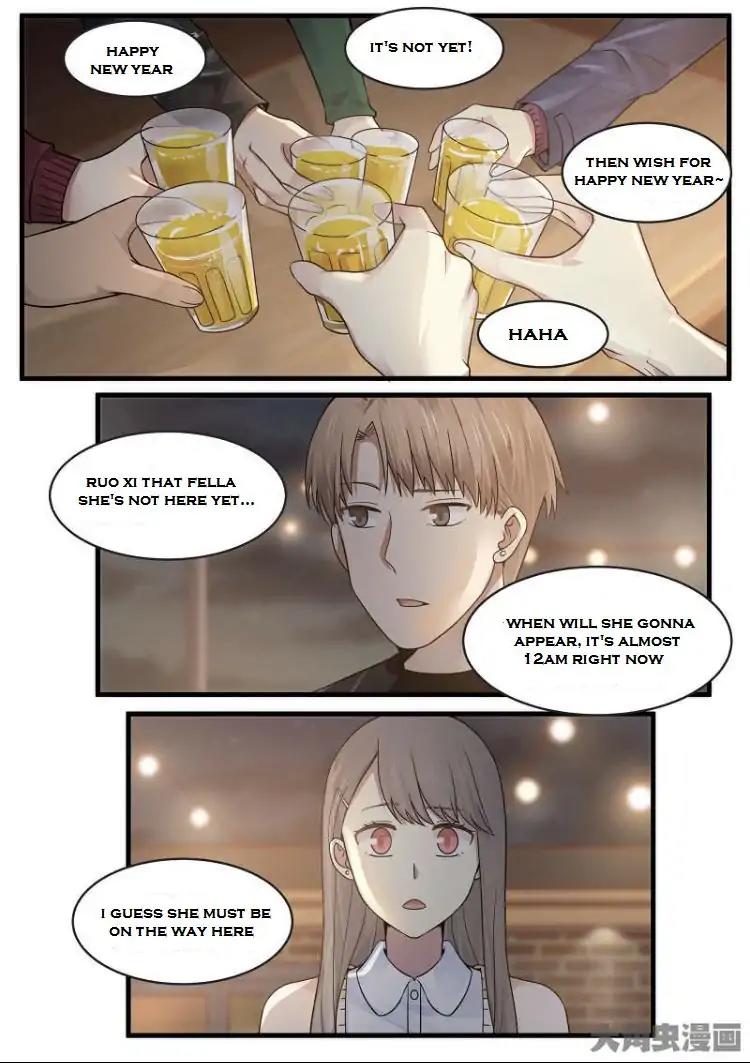 HAPPY
NEW YEAR
IT'S NOT YET!
THEN WISH FOR
HAPPY NEW YEAR~
HAHA
RUO XI THAT FELLA
SHE'S NOT HERE YET...
WHEN WILL SHE GONNA
APPEAR, IT'S ALMOST
12AM RIGHT NOW
I GUESS SHE MUST BE
ON THE WAY HERE
大角虫漫画